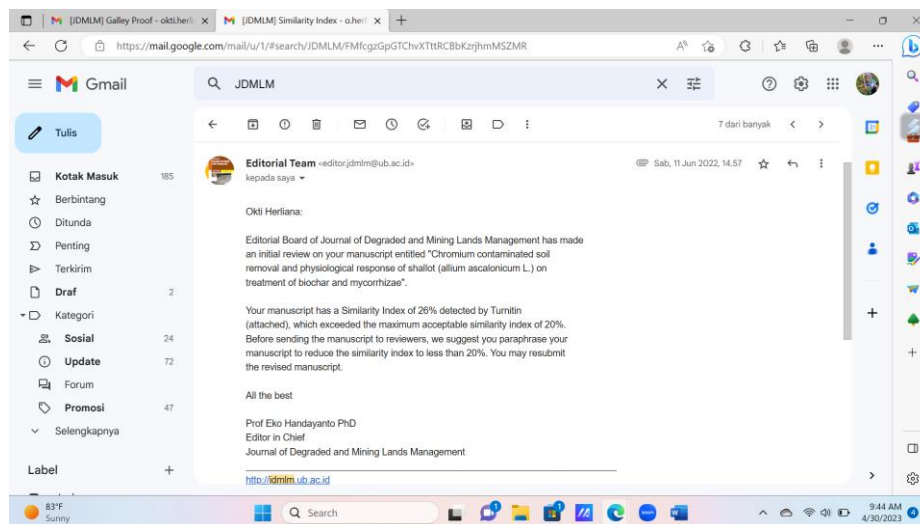 [JDMLM] Galley Proof - okti.herli
[JDMLM] Similarity Index - o.heri
https://mail.google.com/mail/u/1/#search/JDMLM/FMfcgzGpGTChvXTttRCBbKzrjhmMSZMR
Gmail
JDMLM
Tulis
7 dari banyak
Kotak Masuk 185
Berbintang
Ditunda
Penting
Terkirim
Draf 2
Kategori
Sosial 24
Update 72
Forum
Promosi 47
Selengkapnya
Label
Editorial Team <editor.jdmlm@ub.ac.id>
Sab, 11 Jun 2022, 14.57
kepada saya
Okti Herliana:
Editorial Board of Journal of Degraded and Mining Lands Management has made
an initial review on your manuscript entitled "Chromium contaminated soil
removal and physiological response of shallot (allium ascalonicum L.) on
treatment of biochar and mycorrhizae".
Your manuscript has a Similarity Index of 26% detected by Turnitin
(attached), which exceeded the maximum acceptable similarity index of 20%.
Before sending the manuscript to reviewers, we suggest you paraphrase your
manuscript to reduce the similarity index to less than 20%. You may resubmit
the revised manuscript.
All the best
Prof Eko Handayanto PhD
Editor in Chief
Journal of Degraded and Mining Lands Management
http://jdmlm.ub.ac.id
83°F
Sunny
Search
9:44 AM
4/30/2023